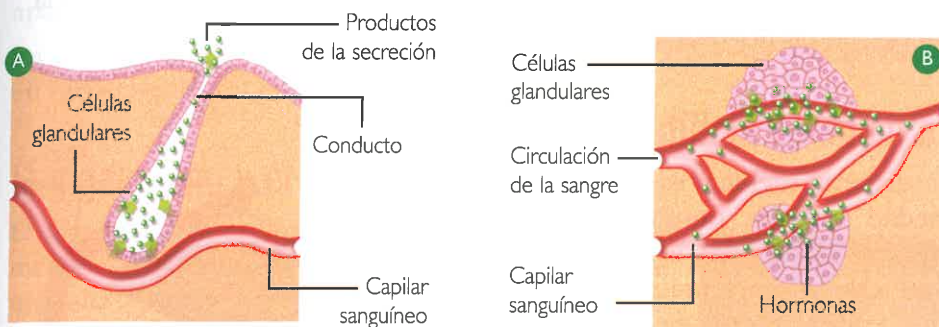 A
Productos
de la secreción
Células
glandulares
Conducto
Capilar
sanguíneo
B
Células
glandulares
Circulación
de la sangre
Capilar
sanguíneo
Hormonas